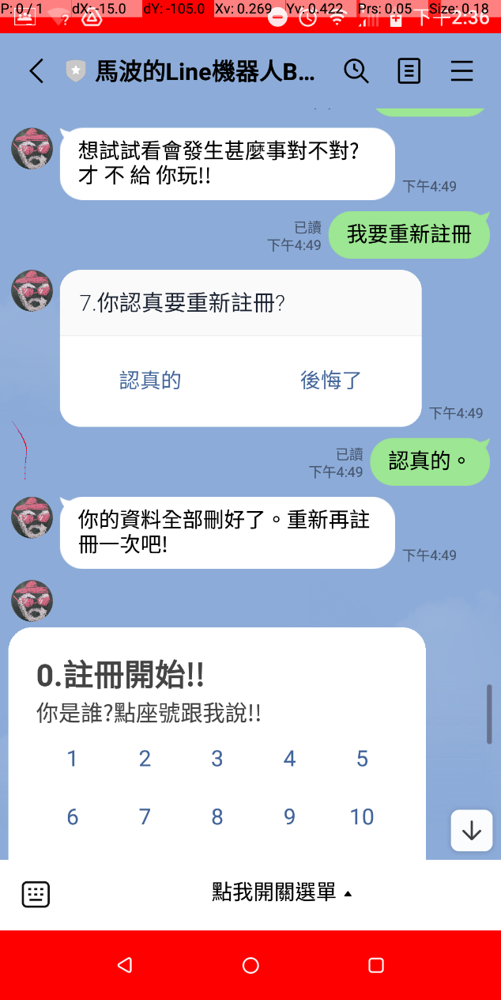 P: 0 / 1 dX: -15.0 dY: -105.0 Xv: 0.269 Yv: 0.422 Prs: 0.05 Size: 0.18
下午2:36
馬波的Line機器人B...
想試試看會發生甚麼事對不對?
才 不 給 你玩!!
下午4:49
已讀
下午4:49
我要重新註冊
7.你認真要重新註冊?
認真的 後悔了
下午4:49
已讀
下午4:49
認真的。
你的資料全部刪好了。重新再註
冊一次吧!
下午4:49
0.註冊開始!!
你是誰?點座號跟我說!!
1 2 3 4 5
6 7 8 9 10
點我開關選單